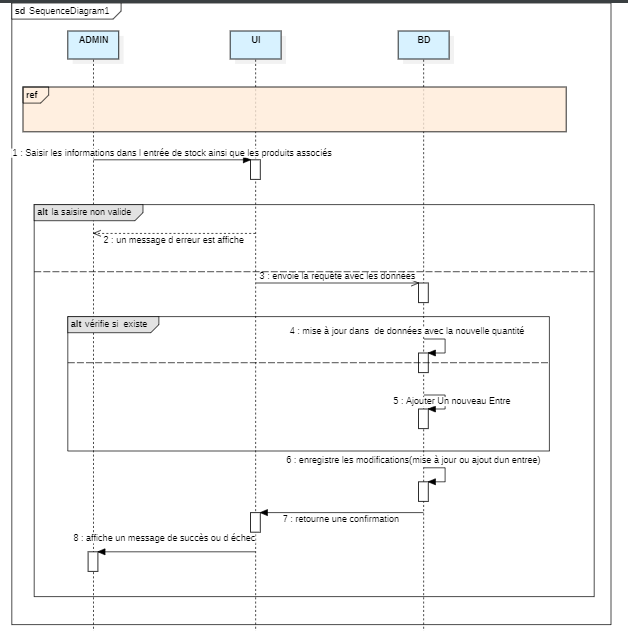 sd SequenceDiagram1
ADMIN
UI
BD
ref
1 : Saisir les informations dans l entrée de stock ainsi que les produits associés
alt la saisire non valide
2 : un message d erreur est affiche
3 : envoie la requête avec les données
alt vérifie si existe
4 : mise à jour dans de données avec la nouvelle quantité
5 : Ajouter Un nouveau Entre
6 : enregistre les modifications(mise à jour ou ajout dun entree)
7 : retourne une confirmation
8 : affiche un message de succès ou d échec